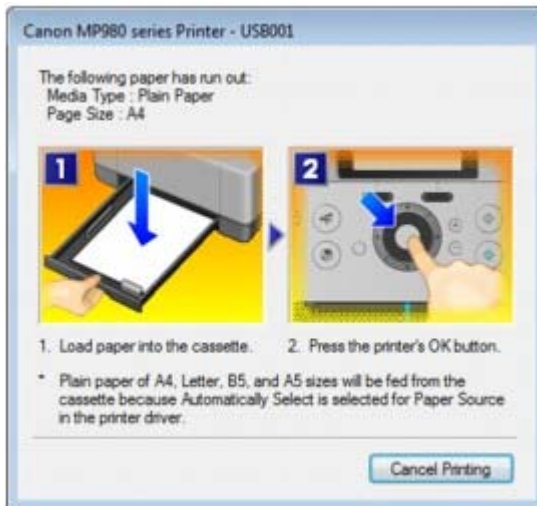 Canon MP980 series Printer - USB001
The following paper has run out:
Media Type : Plain Paper
Page Size : A4
1
2
1. Load paper into the cassette.
2. Press the printer's OK button.
* Plain paper of A4, Letter, B5, and A5 sizes will be fed from the
cassette because Automatically Select is selected for Paper Source
in the printer driver.
Cancel Printing